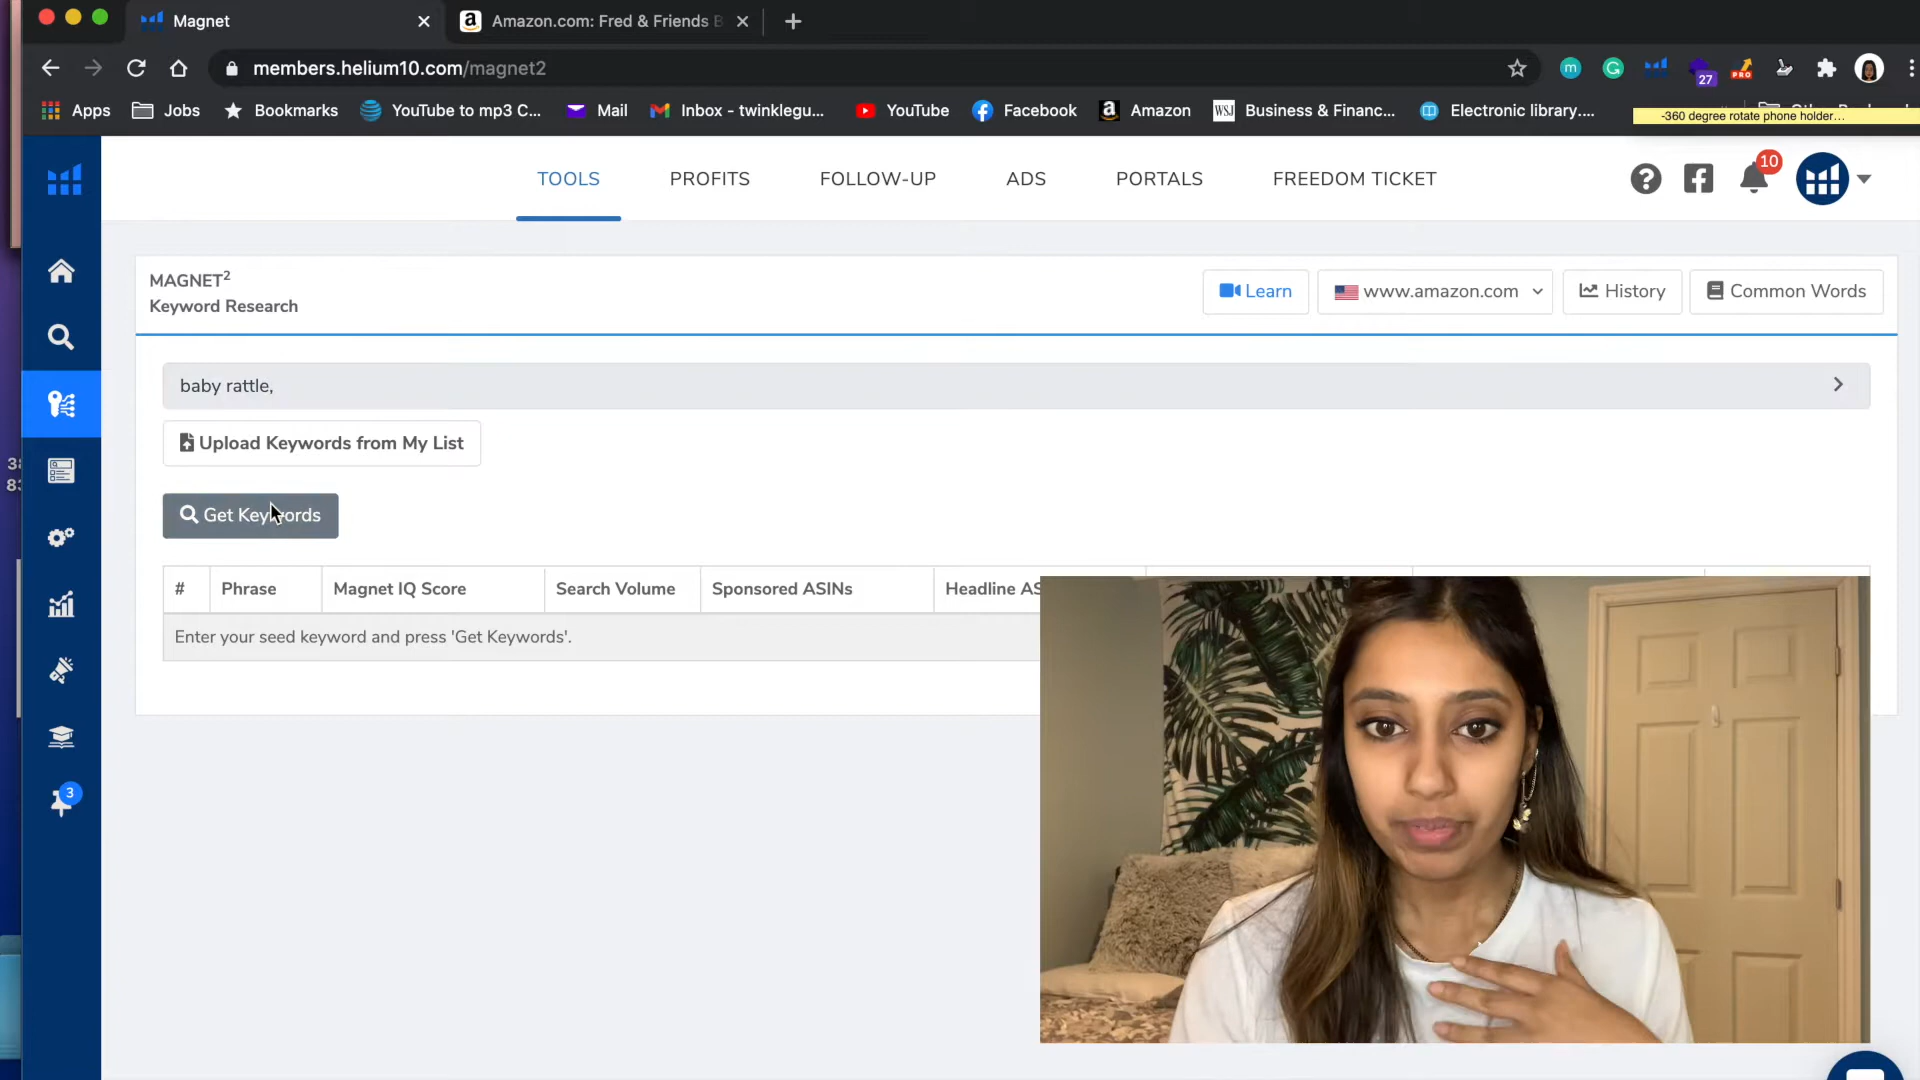 Magnet
Amazon.com: Fred & Friends B
members.helium10.com/magnet2
27
PRO
Apps
Jobs
Bookmarks
YouTube to mp3 C...
Mail
Inbox - twinklegu...
YouTube
Facebook
Amazon
WSJ
Business & Financ...
Electronic library....
-360 degree rotate phone holder...
TOOLS
PROFITS
FOLLOW-UP
ADS
PORTALS
FREEDOM TICKET
10
MAGNET²
Keyword Research
Learn
www.amazon.com
History
Common Words
baby rattle,
Upload Keywords from My List
Get Keywords
# Phrase Magnet IQ Score Search Volume Sponsored ASINs Headline AS
Enter your seed keyword and press 'Get Keywords'.
3